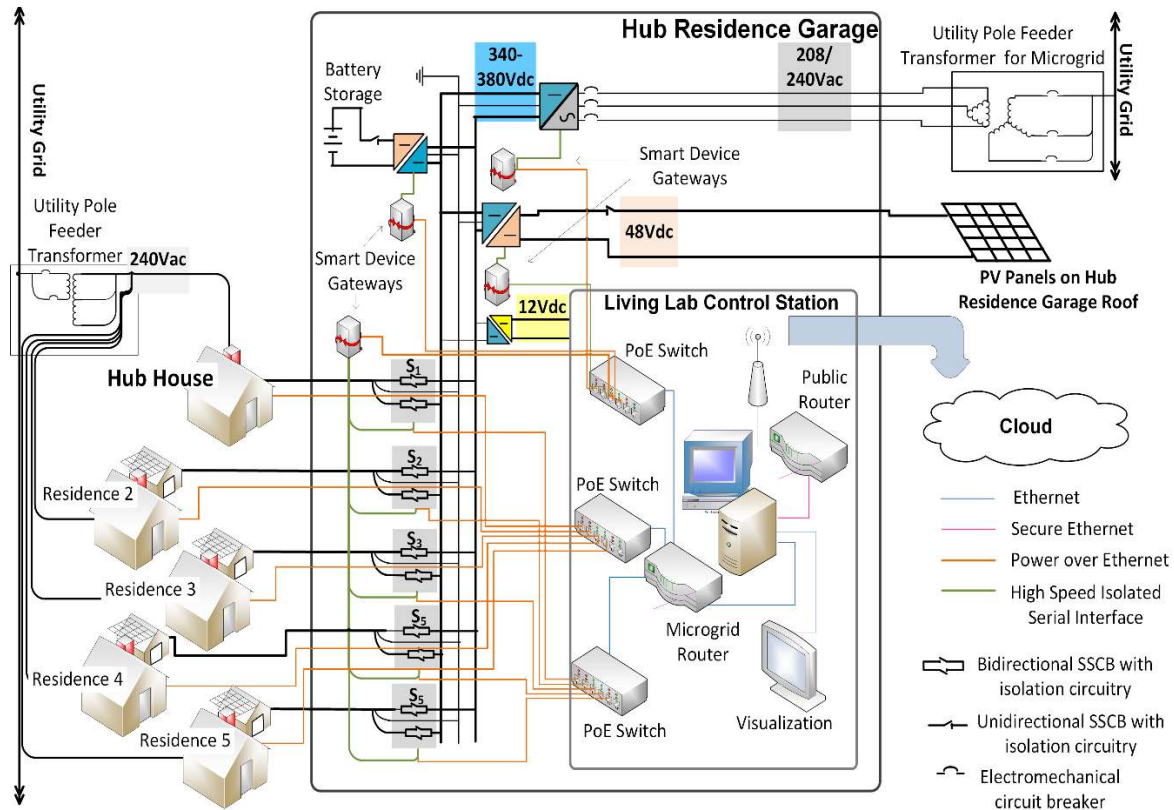 Hub Residence Garage
Utility Grid
Battery
Storage
340-
380Vdc
208/
240Vac
Utility Pole Feeder
Transformer for Microgrid
Utility Grid
Smart Device
Gateways
Utility Pole
Feeder
Transformer
240Vac
Smart Device
Gateways
48Vdc
PV Panels on Hub
Residence Garage Roof
12Vdc
Living Lab Control Station
PoE Switch
Public
Router
Cloud
Hub House
S1
S2
Residence 2
PoE Switch
S3
Residence 3
S5
Residence 4
Microgrid
Router
S5
Residence 5
PoE Switch
Visualization
Ethernet
Secure Ethernet
Power over Ethernet
High Speed Isolated
Serial Interface
Bidirectional SSCB with
isolation circuitry
Unidirectional SSCB with
isolation circuitry
Electromechanical
circuit breaker